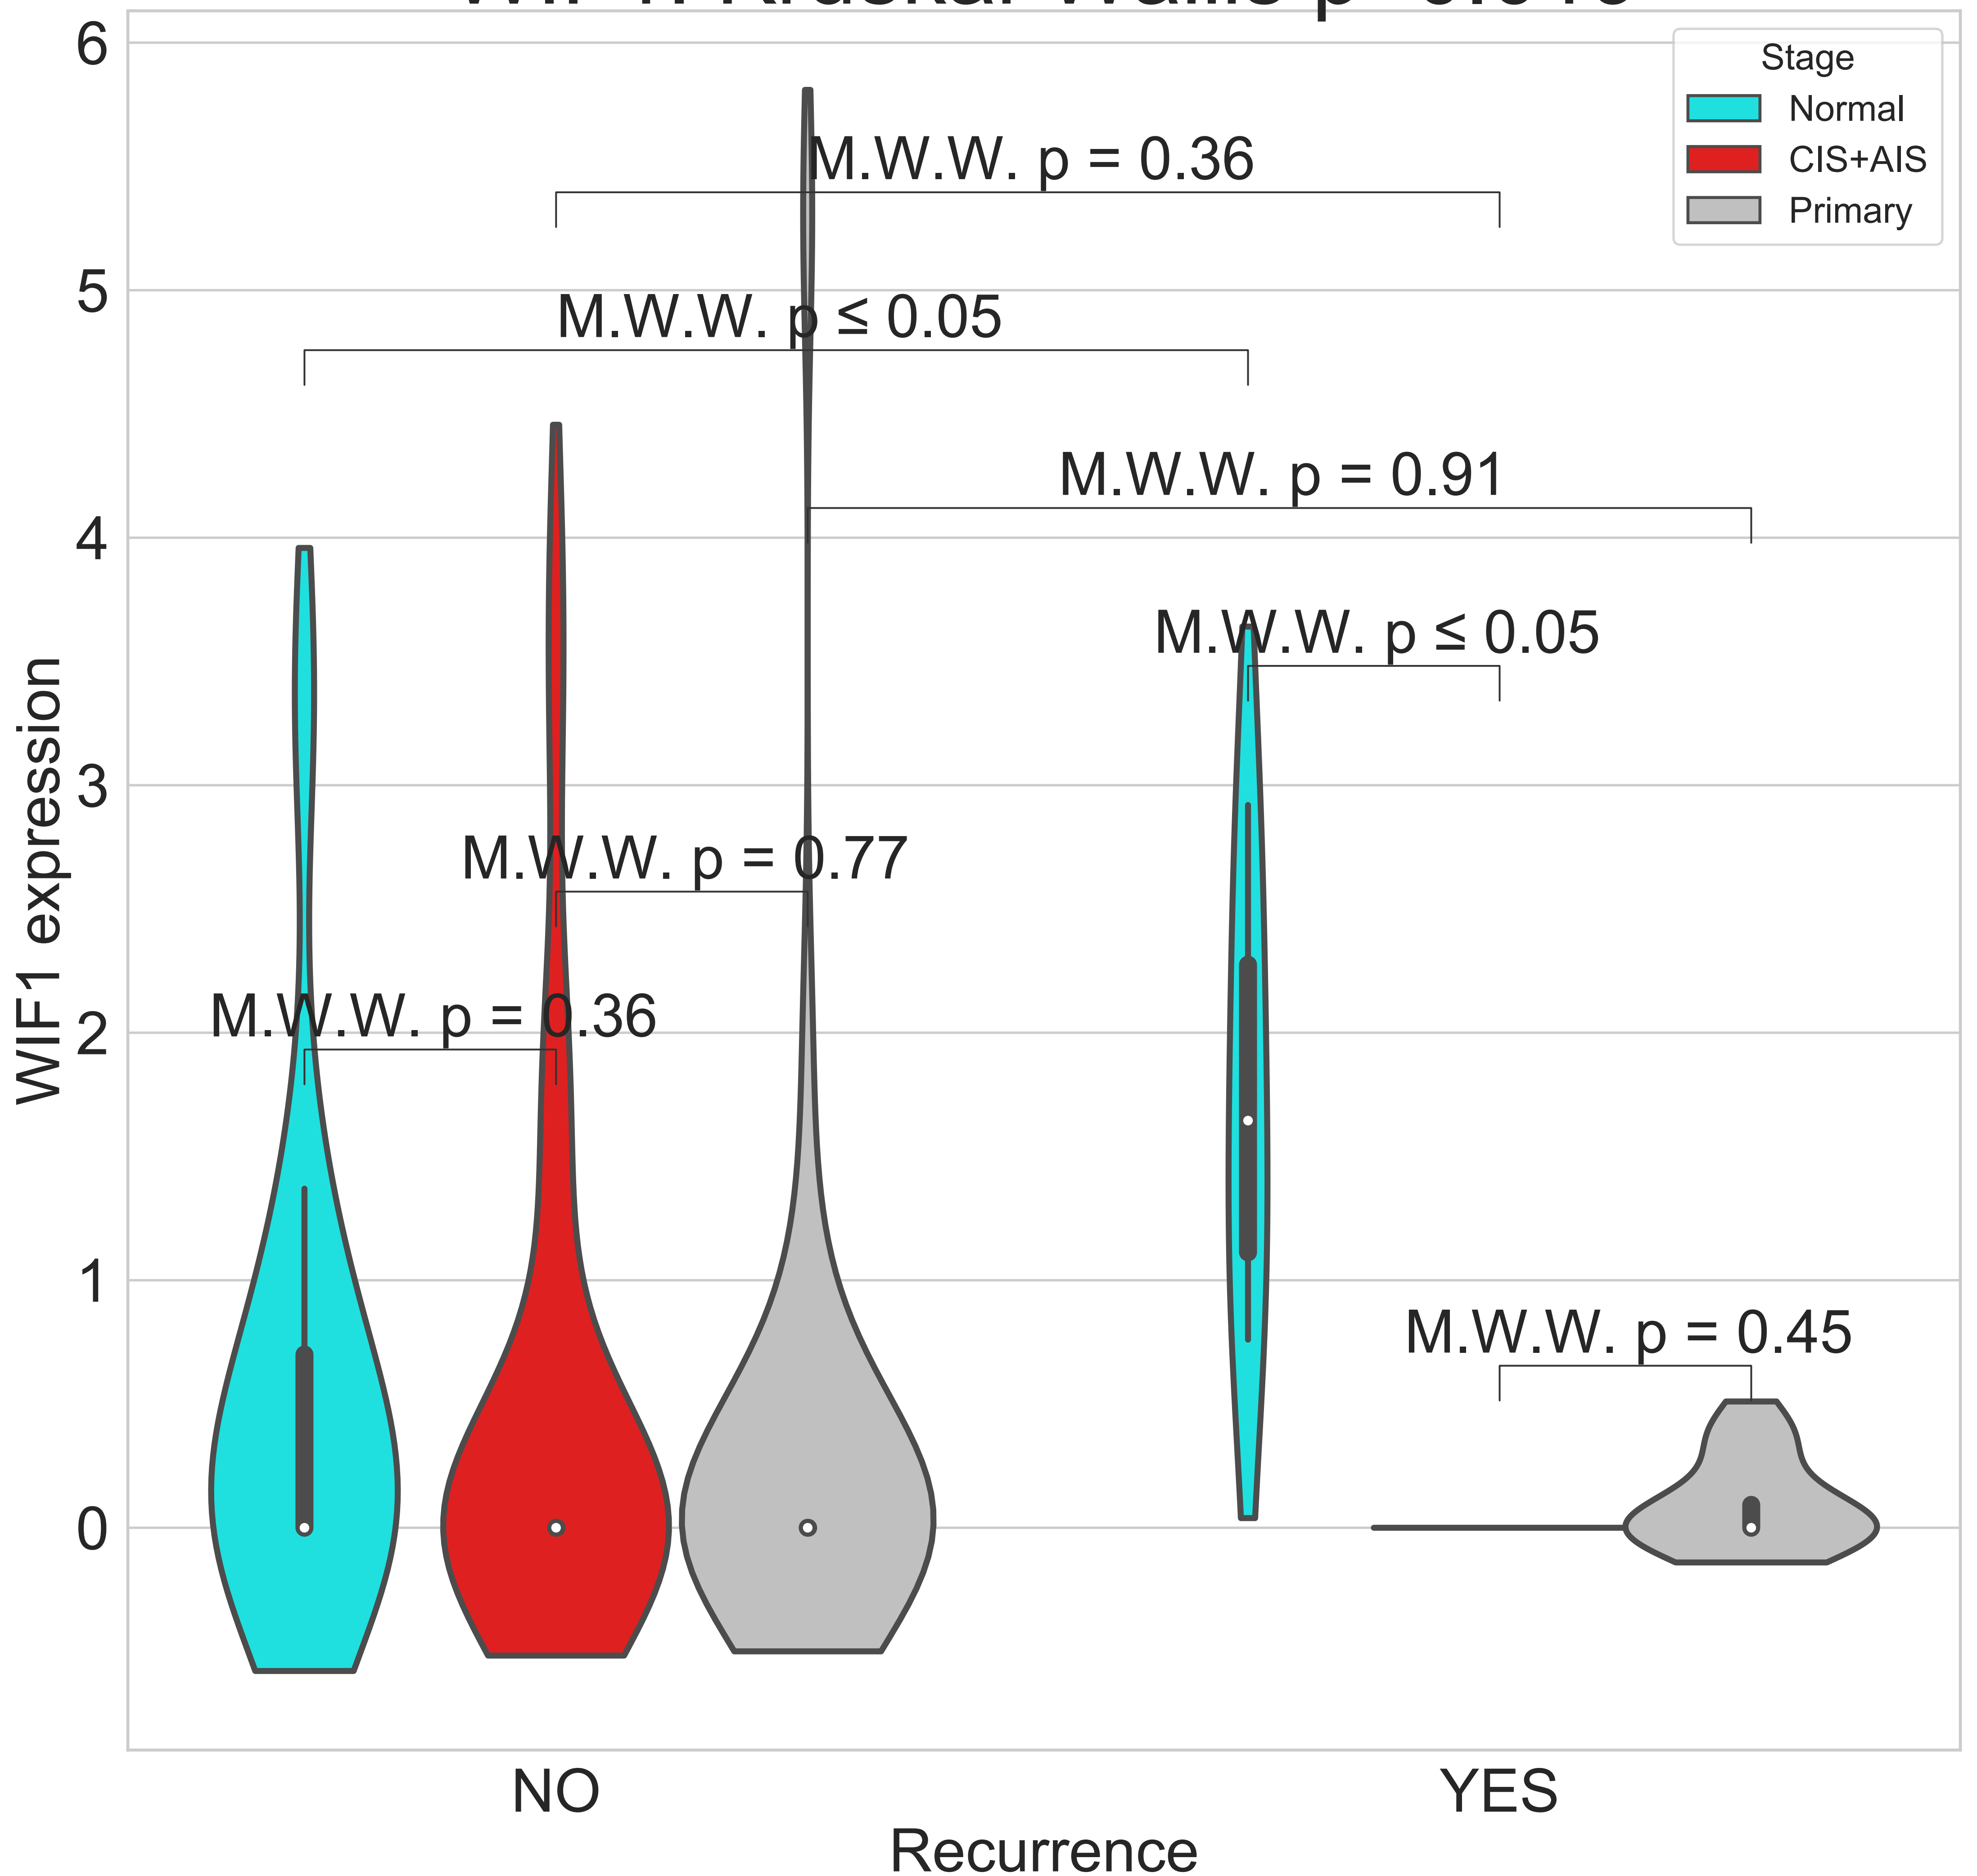 6
Stage
Normal
CIS+AIS
Primary
M.W.W. p = 0.36
5
M.W.W. p ≤ 0.05
M.W.W. p = 0.91
4
M.W.W. p ≤ 0.05
3
M.W.W. p = 0.77
WIF1 expression
M.W.W. p = 0.36
2
1
M.W.W. p = 0.45
0
NO
YES
Recurrence